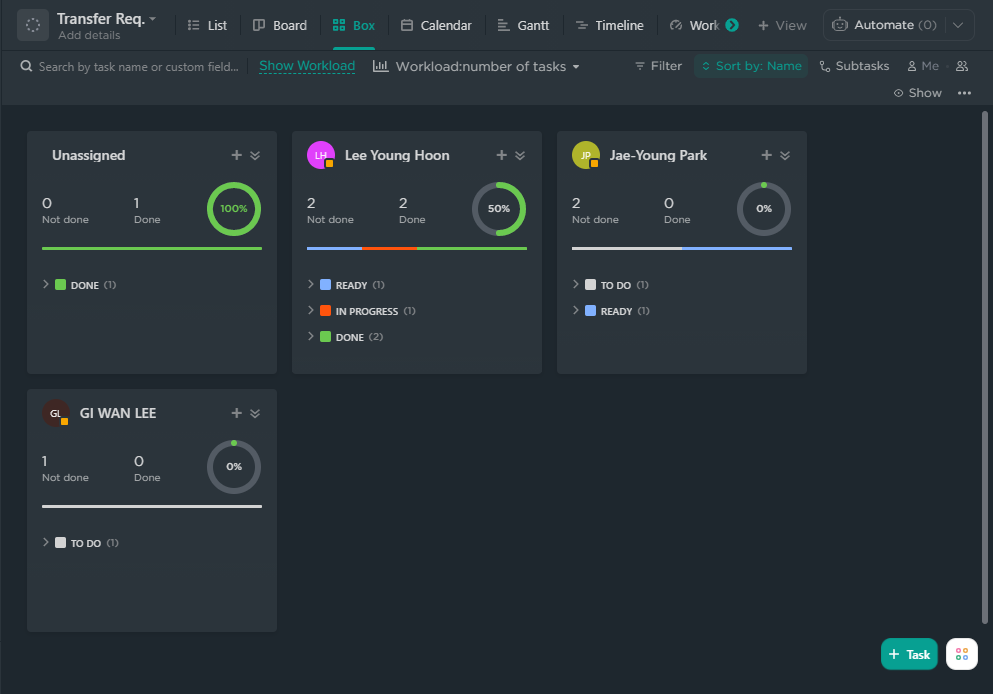 Transfer Req.
Add details
List
Board
Box
Calendar
Gantt
Timeline
Work
+ View
Automate (0)
Search by task name or custom field...
Show Workload
Workload:number of tasks
Filter
Sort by: Name
Subtasks
Me
Show
Unassigned
0
Not done
1
Done
100%
DONE (1)
LH
Lee Young Hoon
2
Not done
2
Done
50%
READY (1)
IN PROGRESS (1)
DONE (2)
JP
Jae-Young Park
2
Not done
0
Done
0%
TO DO (1)
READY (1)
GL
GI WAN LEE
1
Not done
0
Done
0%
TO DO (1)
+ Task